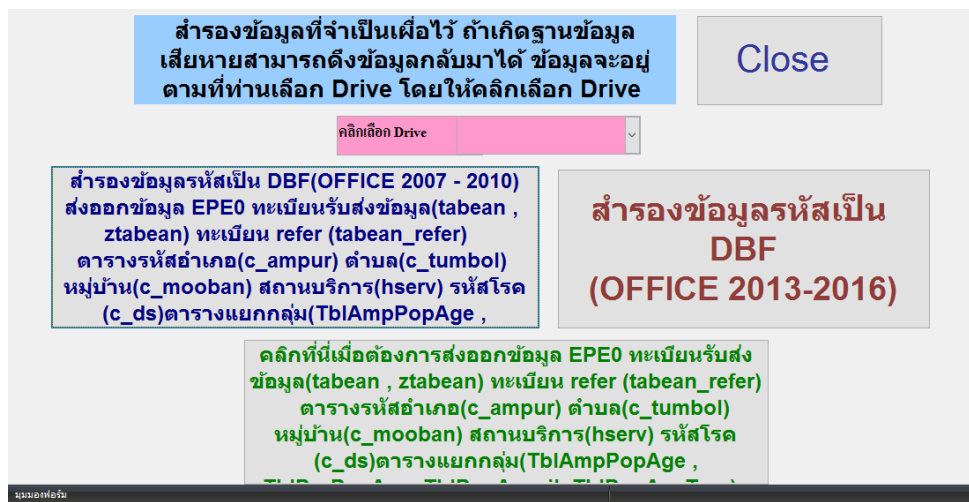 สำรองข้อมูลที่จำเป็นเผื่อไว้ ถ้าเกิดฐานข้อมูล
เสียหายสามารถดึงข้อมูลกลับมาได้ ข้อมูลจะอยู่
ตามที่ท่านเลือก Drive โดยให้คลิกเลือก Drive
Close
คลิกเลือก Drive
สำรองข้อมูลรหัสเป็น DBF(OFFICE 2007 - 2010)
ส่งออกข้อมูล EPE0 ทะเบียนรับส่งข้อมูล(tabean ,
ztabean) ทะเบียน refer (tabean_refer)
ตารางรหัสอำเภอ(c_ampur) ตำบล(c_tumbol)
หมู่บ้าน(c_mooban) สถานบริการ(hserv) รหัสโรค
(c_ds)ตารางแยกกลุ่ม(TblAmpPopAge ,
สำรองข้อมูลรหัสเป็น
DBF
(OFFICE 2013-2016)
คลิกที่นี่เมื่อต้องการส่งออกข้อมูล EPE0 ทะเบียนรับส่ง
ข้อมูล(tabean , ztabean) ทะเบียน refer (tabean_refer)
ตารางรหัสอำเภอ(c_ampur) ตำบล(c_tumbol)
หมู่บ้าน(c_mooban) สถานบริการ(hserv) รหัสโรค
(c_ds)ตารางแยกกลุ่ม(TblAmpPopAge ,
มุมมองฟอร์ม